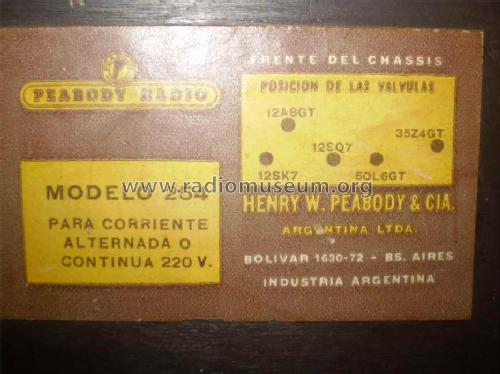 PEABODY RADIO
MODELO 254
PARA CORRIENTE
ALTERNADA O
CONTINUA 220 V.
FRENTE DEL CHASSIS
POSICION DE LAS VALVULAS
12A8GT
35Z4GT
12SQ7
12SK7
50L6GT
HENRY W. PEABODY & CIA.
ARGENTINA LTDA.
BOLIVAR 1630-72 - BS. AIRES
INDUSTRIA ARGENTINA
www.radiomuseum.org